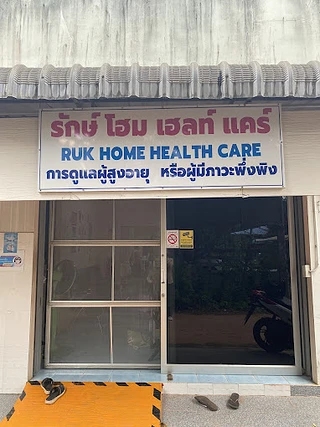 รักษ์ โฮม เฮลท์ แคร์
RUK HOME HEALTH CARE
การดูแลผู้สูงอายุ หรือผู้มีภาวะพึ่งพิง